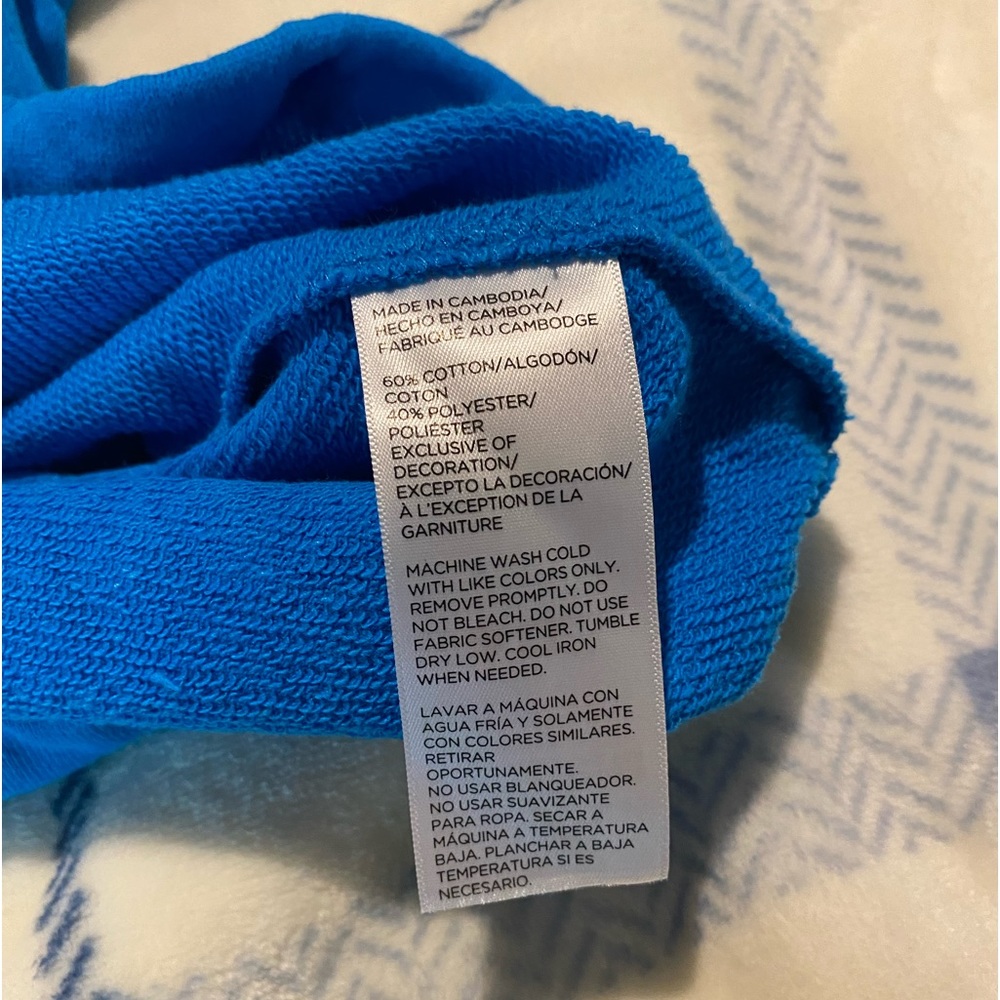 MADE IN CAMBODIA/
HECHO EN CAMBOYA/
FABRIQUÉ AU CAMBODGE
60% COTTON/ALGODÓN/
COTON
40% POLYESTER/
POLIÉSTER
EXCLUSIVE OF
DECORATION/
EXCEPTO LA DECORACIÓN/
À L'EXCEPTION DE LA
GARNITURE
MACHINE WASH COLD
WITH LIKE COLORS ONLY.
REMOVE PROMPTLY. DO
NOT BLEACH. DO NOT USE
FABRIC SOFTENER. TUMBLE
DRY LOW. COOL IRON
WHEN NEEDED.
LAVAR A MÁQUINA CON
AGUA FRÍA Y SOLAMENTE
CON COLORES SIMILARES.
RETIRAR
OPORTUNAMENTE.
NO USAR BLANQUEADOR.
NO USAR SUAVIZANTE
PARA ROPA. SECAR A
MÁQUINA A TEMPERATURA
BAJA. PLANCHAR A BAJA
TEMPERATURA SI ES
NECESARIO.